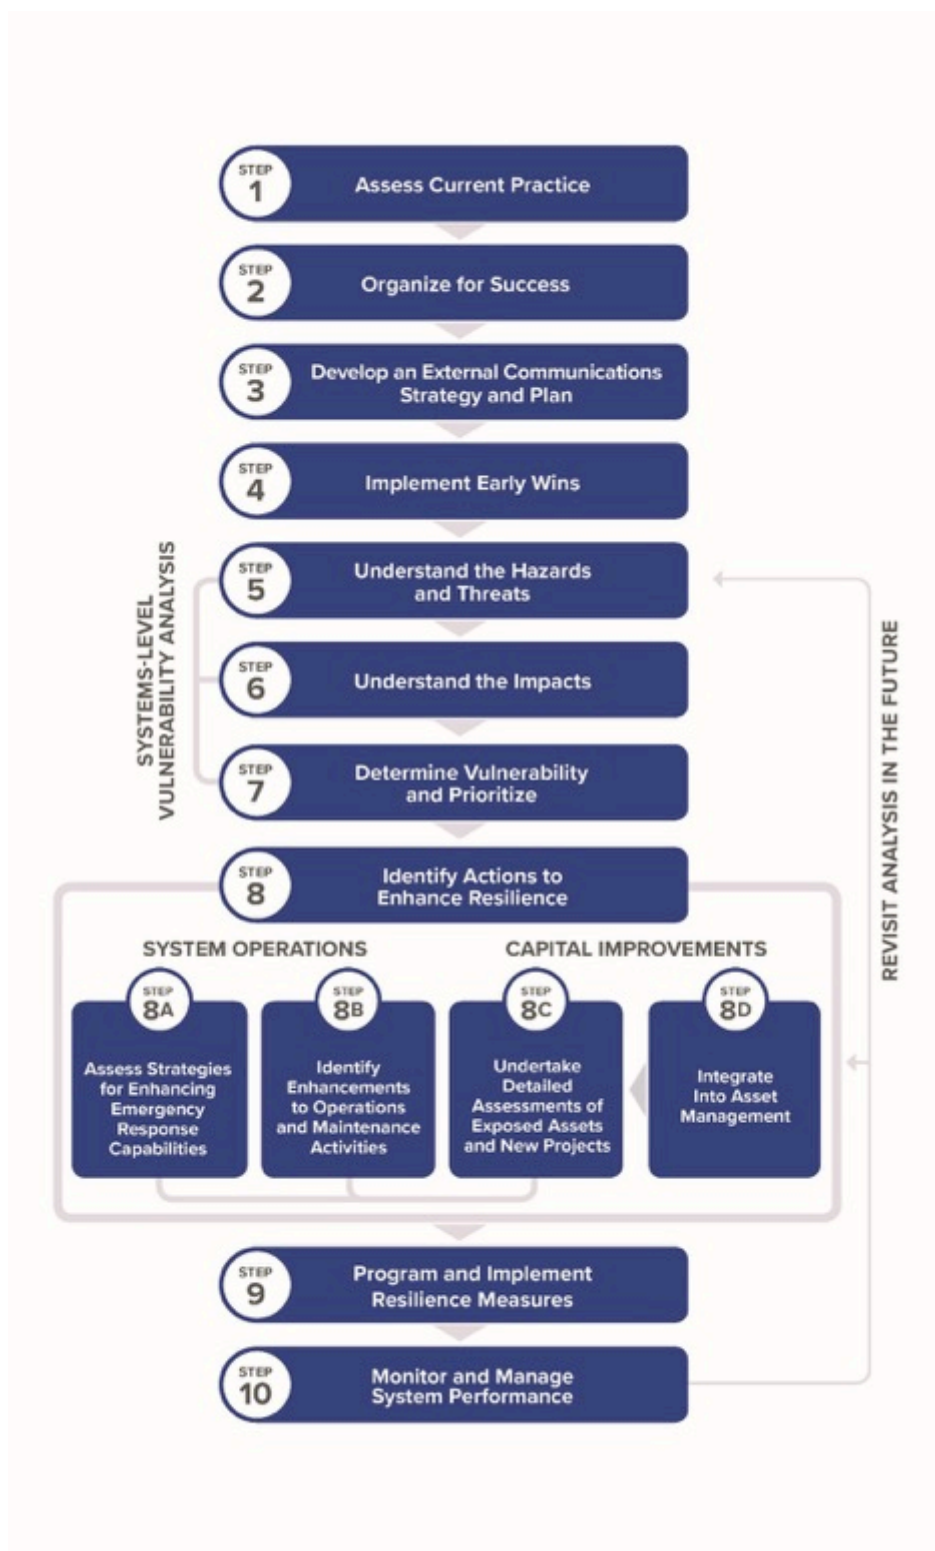 STEP
1
Assess Current Practice
STEP
2
Organize for Success
STEP
3
Develop an External Communications
Strategy and Plan
STEP
4
Implement Early Wins
SYSTEMS-LEVEL
VULNERABILITY ANALYSIS
STEP
5
Understand the Hazards
and Threats
STEP
6
Understand the Impacts
STEP
7
Determine Vulnerability
and Prioritize
STEP
8
Identify Actions to
Enhance Resilience
SYSTEM OPERATIONS
STEP
8A
Assess Strategies
for Enhancing
Emergency
Response
Capabilities
STEP
8B
Identify
Enhancements
to Operations
and Maintenance
Activities
CAPITAL IMPROVEMENTS
STEP
8C
Undertake
Detailed
Assessments of
Exposed Assets
and New Projects
STEP
8D
Integrate
Into Asset
Management
STEP
9
Program and Implement
Resilience Measures
STEP
10
Monitor and Manage
System Performance
REVISIT ANALYSIS IN THE FUTURE